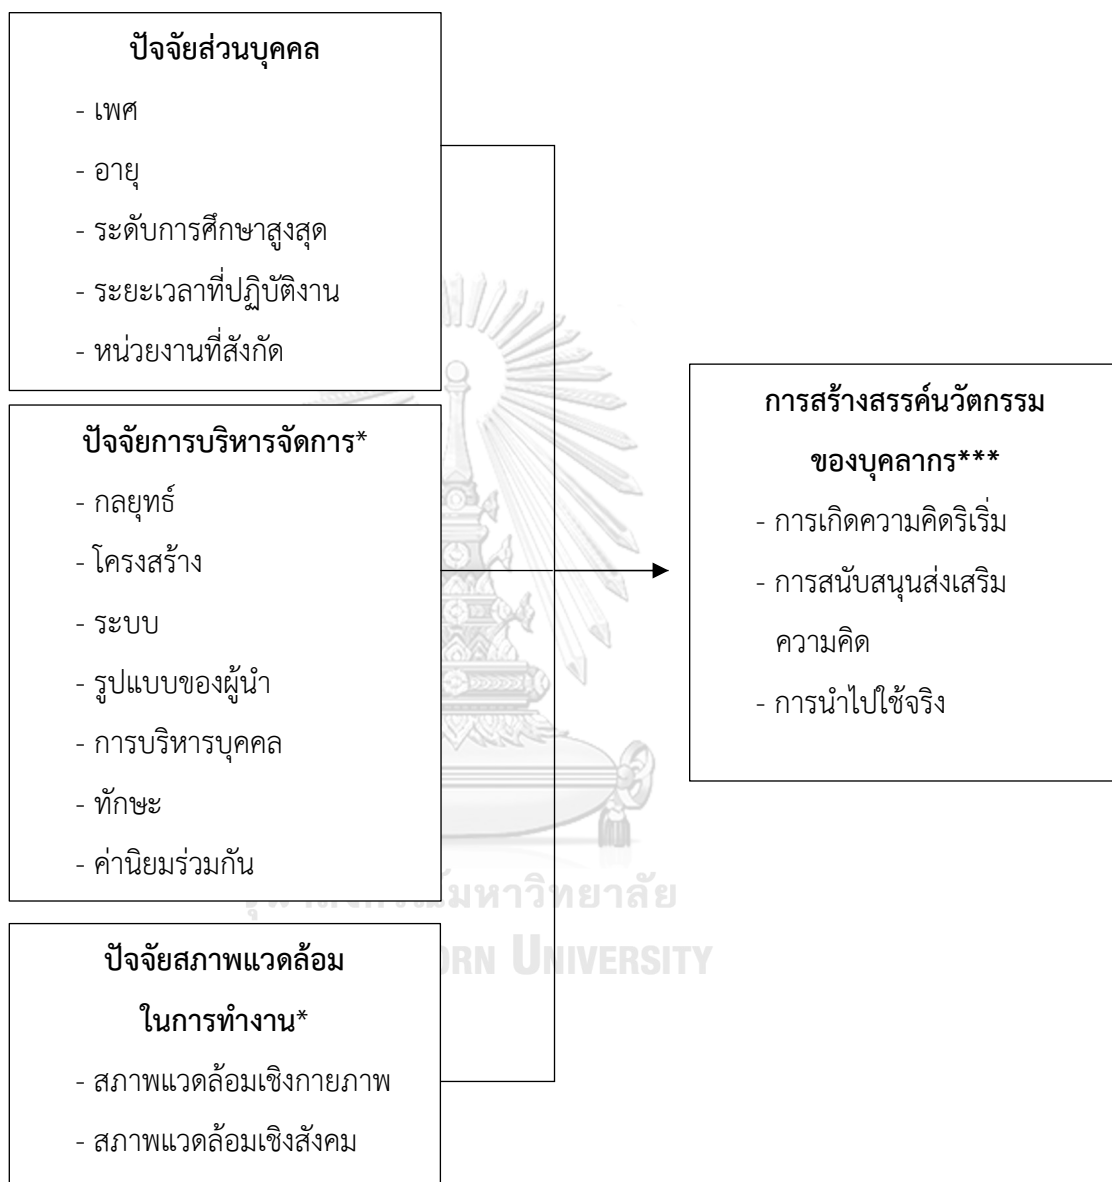 ปัจจัยส่วนบุคคล
- เพศ
- อายุ
- ระดับการศึกษาสูงสุด
- ระยะเวลาที่ปฏิบัติงาน
- หน่วยงานที่สังกัด
ปัจจัยการบริหารจัดการ*
- กลยุทธ์
- โครงสร้าง
- ระบบ
- รูปแบบของผู้นำ
- การบริหารบุคคล
- ทักษะ
- ค่านิยมร่วมกัน
ปัจจัยสภาพแวดล้อม
ในการทำงาน*
- สภาพแวดล้อมเชิงกายภาพ
- สภาพแวดล้อมเชิงสังคม
การสร้างสรรค์นวัตกรรม
ของบุคลากร***
- การเกิดความคิดริเริ่ม
- การสนับสนุนส่งเสริม
ความคิด
- การนำไปใช้จริง
มหาวิทยาลัย
UNIVERSITY